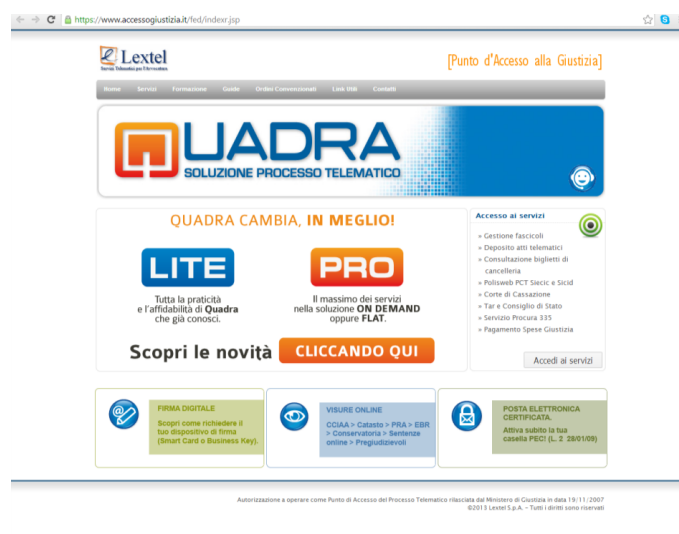 https://www.accessogiustizia.it/fed/indexr.jsp
Lextel
Servizi Telematici per l'Avvocatura
[Punto d'Accesso alla Giustizia]
Home Servizi Formazione Guide Ordini Convenzionati Link Utili Contatti
QUADRA
SOLUZIONE PROCESSO TELEMATICO
QUADRA CAMBIA, IN MEGLIO!
LITE
Tutta la praticità
e l'affidabilità di Quadra
che già conosci.
PRO
Il massimo dei servizi
nella soluzione ON DEMAND
oppure FLAT.
Scopri le novità CLICCANDO QUI
Accesso ai servizi
» Gestione fascicoli
» Deposito atti telematici
» Consultazione biglietti di
cancelleria
» Polisweb PCT Siecic e Sicid
» Corte di Cassazione
» Tar e Consiglio di Stato
» Servizio Procura 335
» Pagamento Spese Giustizia
Accedi ai servizi
FIRMA DIGITALE
Scopri come richiedere il
tuo dispositivo di firma
(Smart Card o Business Key).
VISURE ONLINE
CCIAA > Catasto > PRA > EBR
> Conservatoria > Sentenze
online > Pregiudizievoli
POSTA ELETTRONICA
CERTIFICATA.
Attiva subito la tua
casella PEC! (L. 2 28/01/09)
Autorizzazione a operare come Punto di Accesso del Processo Telematico rilasciata dal Ministero di Giustizia in data 19/11/2007
©2013 Lextel S.p.A. - Tutti i diritti sono riservati